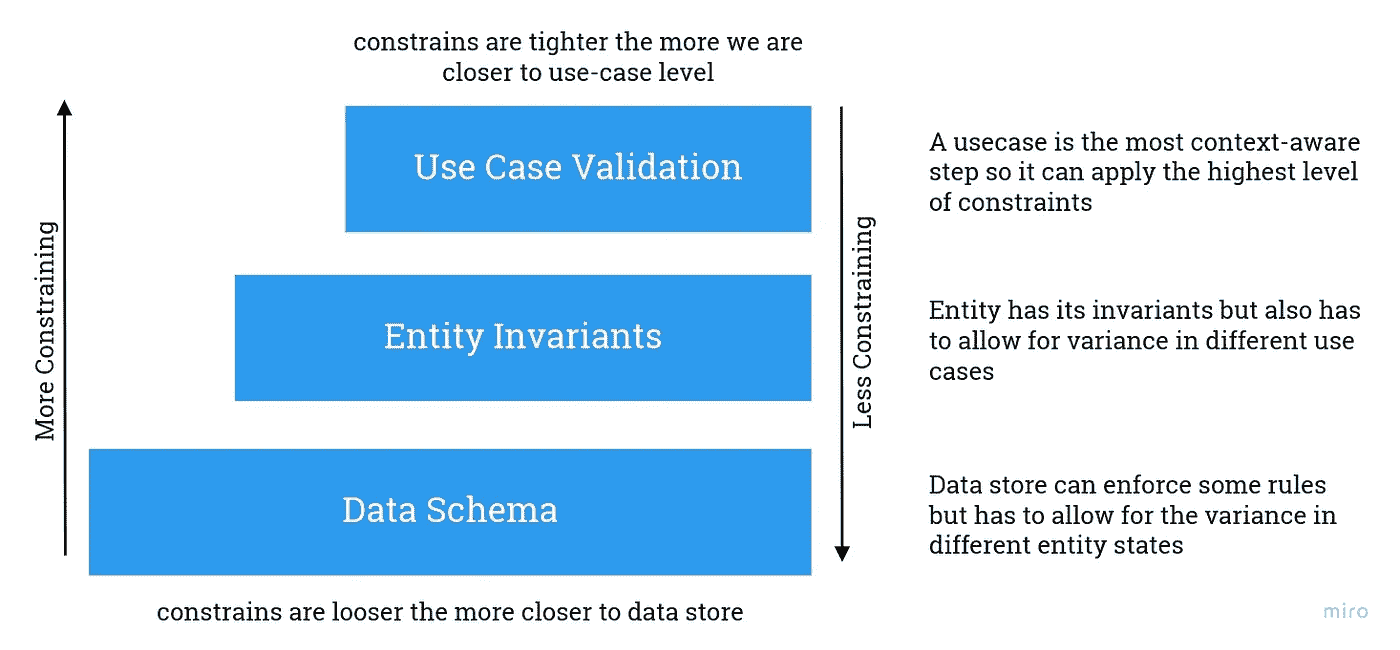 constrains are tighter the more we are
closer to use-case level
More Constraining
Use Case Validation
Less Constraining
A usecase is the most context-aware
step so it can apply the highest level
of constraints
Entity Invariants
Entity has its invariants but also has
to allow for variance in different use
cases
Data Schema
Data store can enforce some rules
but has to allow for the variance in
different entity states
constrains are looser the more closer to data store
miro